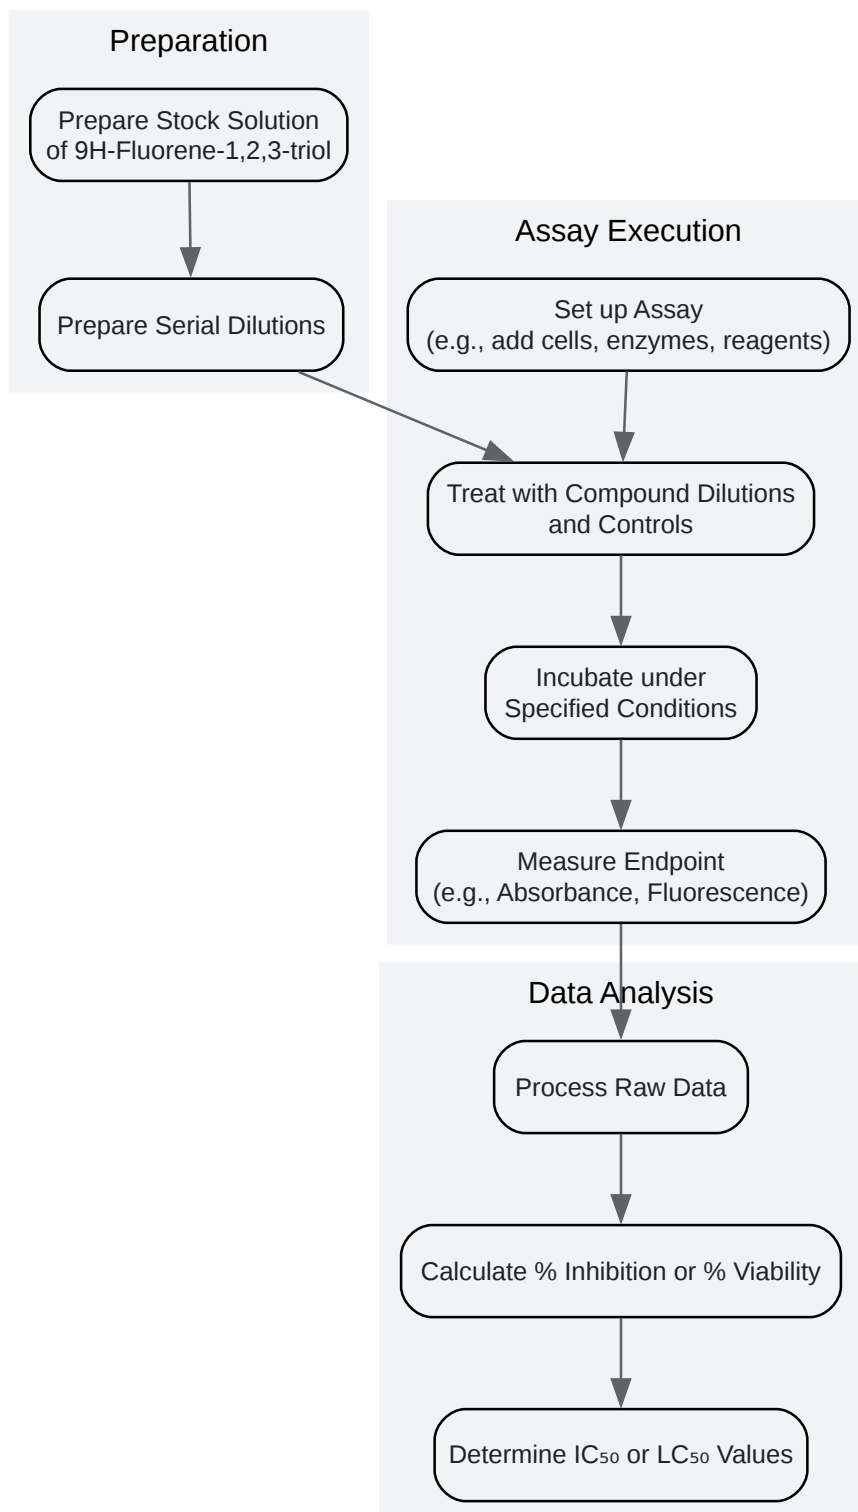 Preparation
Prepare Stock Solution
of 9H-Fluorene-1,2,3-triol
Prepare Serial Dilutions
Assay Execution
Set up Assay
(e.g., add cells, enzymes, reagents)
Treat with Compound Dilutions
and Controls
Incubate under
Specified Conditions
Measure Endpoint
(e.g., Absorbance, Fluorescence)
Data Analysis
Process Raw Data
Calculate % Inhibition or % Viability
Determine IC₅₀ or LC₅₀ Values